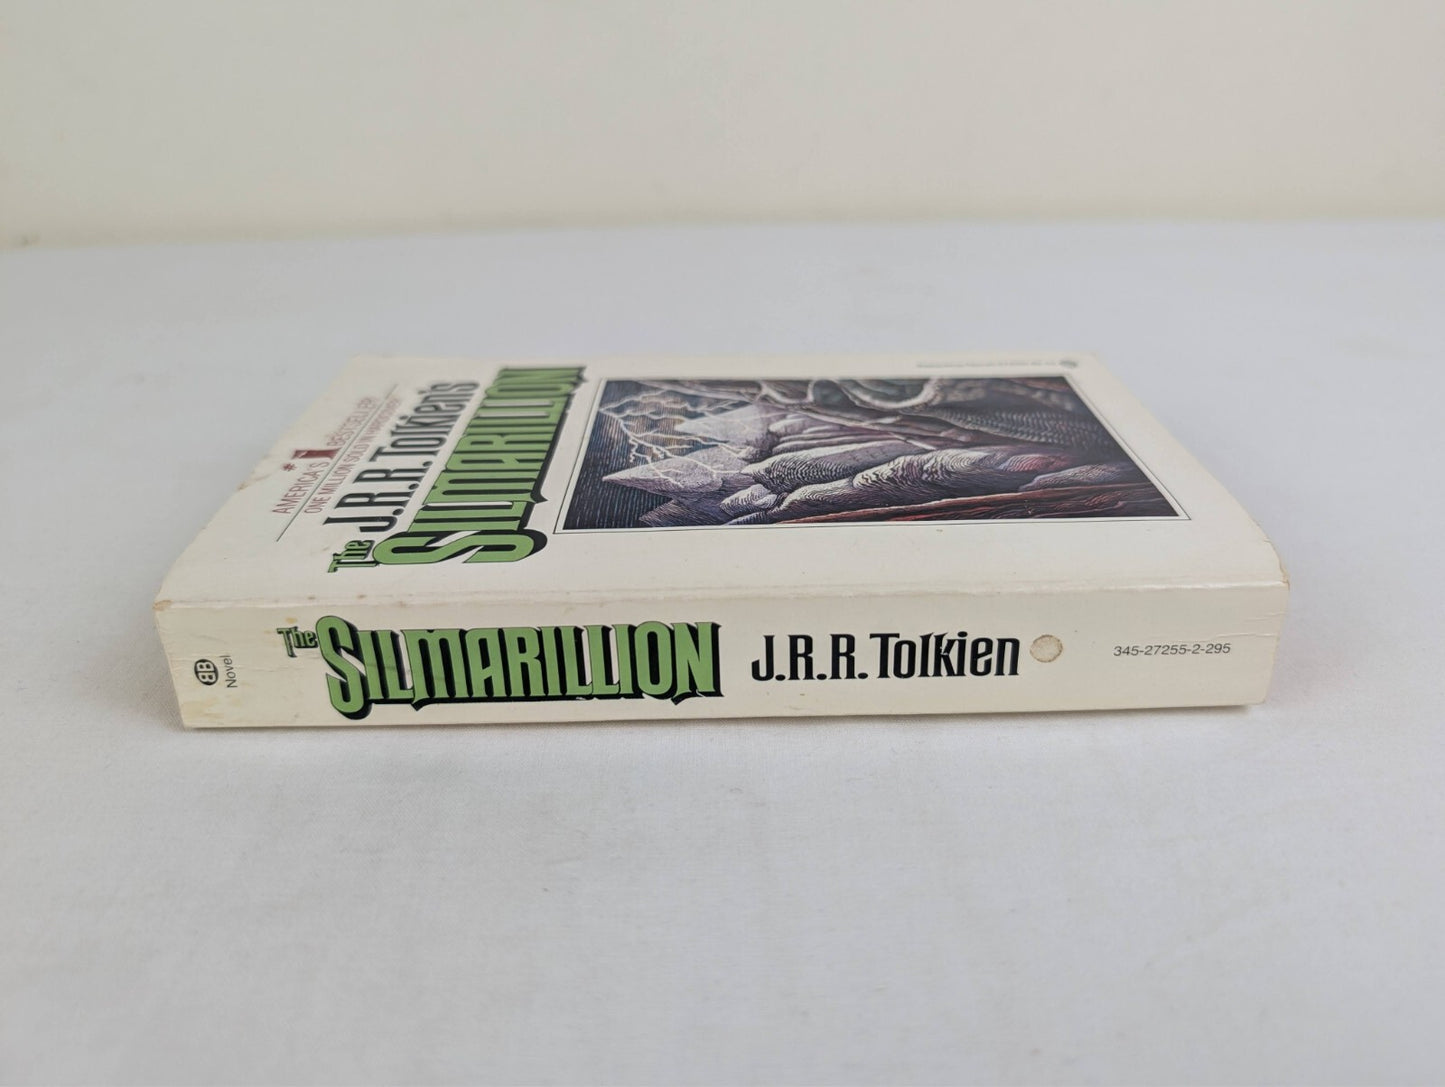 #
AMERICA'S 1 BESTSELLER
ONE MILLION SOLD IN HARDCOVER!
J.R.R. Tolkien's
The SILMARILLION
BB
Novel
The SILMARILLION
J.R.R. Tolkien
345-27255-2-295